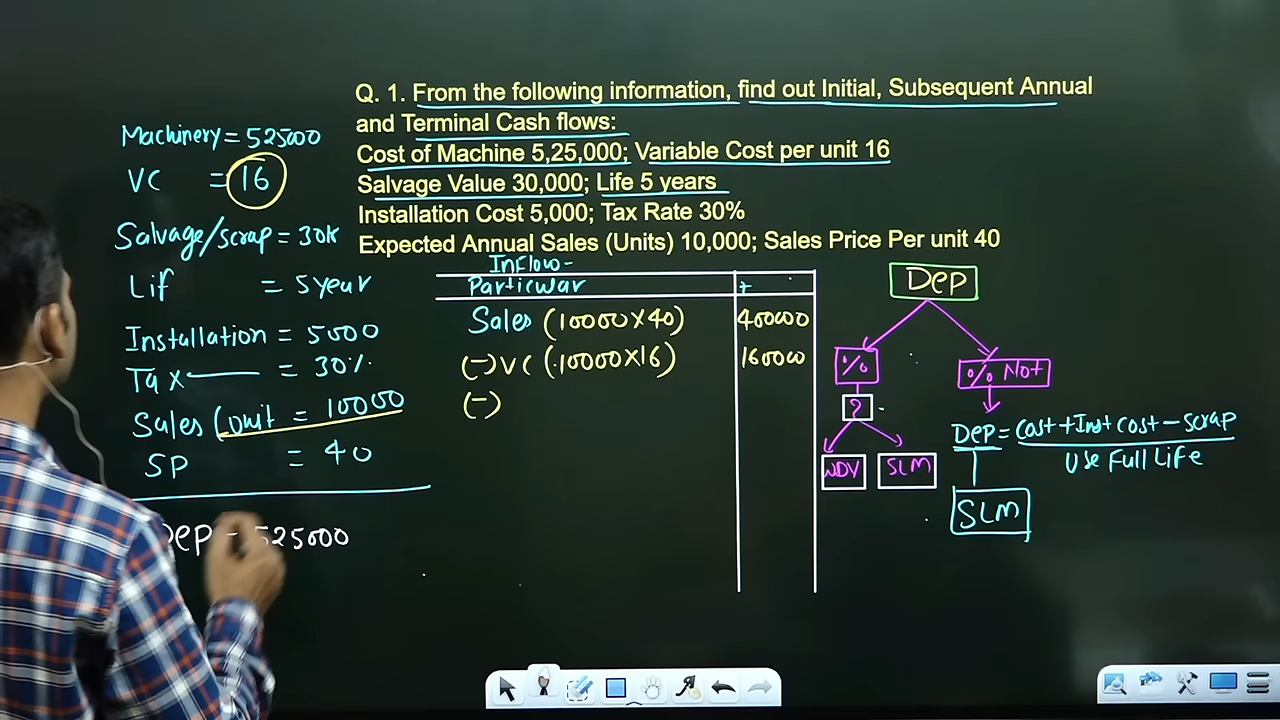 Q. 1. From the following information, find out Initial, Subsequent Annual
and Terminal Cash flows:
Cost of Machine 5,25,000; Variable Cost per unit 16
Salvage Value 30,000; Life 5 years
Installation Cost 5,000; Tax Rate 30%
Expected Annual Sales (Units) 10,000; Sales Price Per unit 40
Machinery = 525000
VC = 16
Salvage/scrap = 30k
Lif = 5 year
Installation = 5000
Tax = 30%
Sales (unit = 10000
SP = 40
Dep = 525000
Inflow-
Particular
Sales (10000×40) 400000
(-) VC (10000×16) 160000
(-)
Dep
% % Not
?
WDV SLM
Dep = Cost + Inst cost - scrap
Use Full Life
SLM